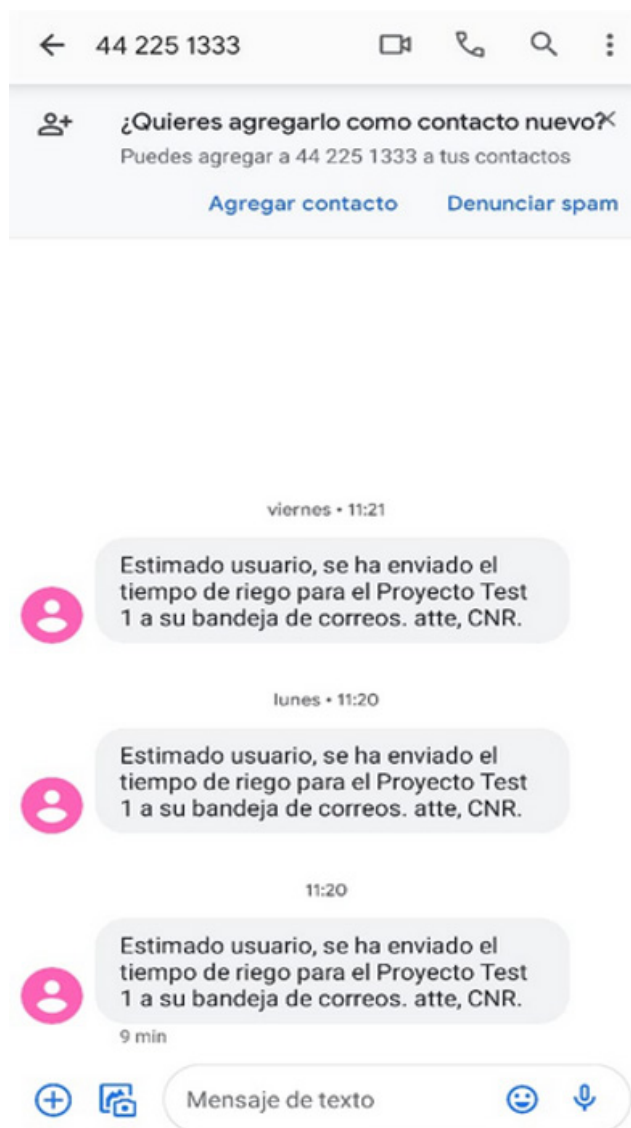 44 225 1333
¿Quieres agregarlo como contacto nuevo?
Puedes agregar a 44 225 1333 a tus contactos
Agregar contacto Denunciar spam
viernes • 11:21
Estimado usuario, se ha enviado el
tiempo de riego para el Proyecto Test
1 a su bandeja de correos. atte, CNR.
lunes • 11:20
Estimado usuario, se ha enviado el
tiempo de riego para el Proyecto Test
1 a su bandeja de correos. atte, CNR.
11:20
Estimado usuario, se ha enviado el
tiempo de riego para el Proyecto Test
1 a su bandeja de correos. atte, CNR.
9 min
Mensaje de texto